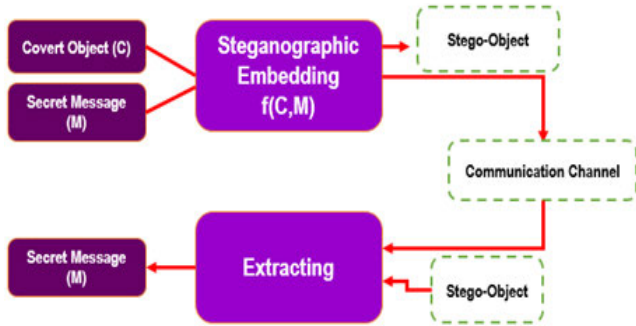 Covert Object (C)
Secret Message
(M)
Steganographic
Embedding
f(C,M)
Stego-Object
Communication Channel
Secret Message
(M)
Extracting
Stego-Object